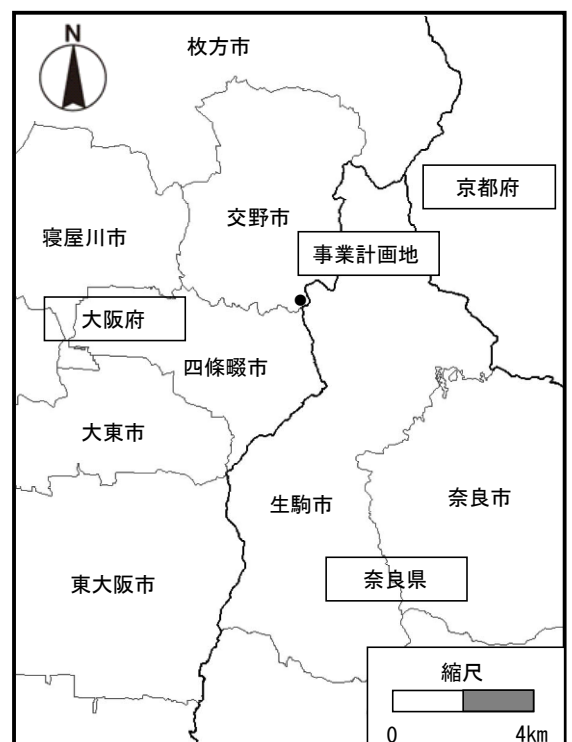 N
枚方市
京都府
交野市
寝屋川市
事業計画地
大阪府
四條畷市
大東市
生駒市
奈良市
東大阪市
奈良県
縮尺
0 4km